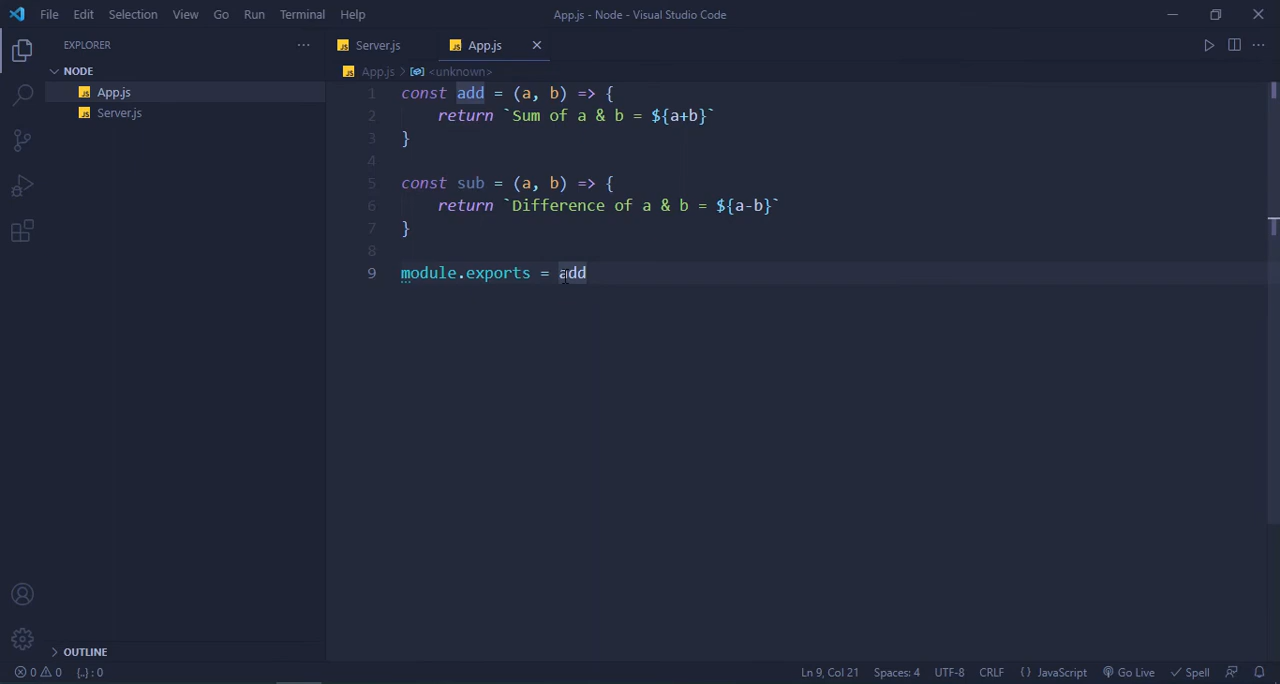 File Edit Selection View Go Run Terminal Help App.js - Node - Visual Studio Code
EXPLORER ...
NODE
App.js
Server.js
OUTLINE
Server.js App.js
App.js > <unknown>
1 const add = (a, b) => {
2 return `Sum of a & b = ${a+b}`
3 }
4
5 const sub = (a, b) => {
6 return `Difference of a & b = ${a-b}`
7 }
8
9 module.exports = add
0 0 {..} : 0 Ln 9, Col 21 Spaces: 4 UTF-8 CRLF { } JavaScript Go Live Spell